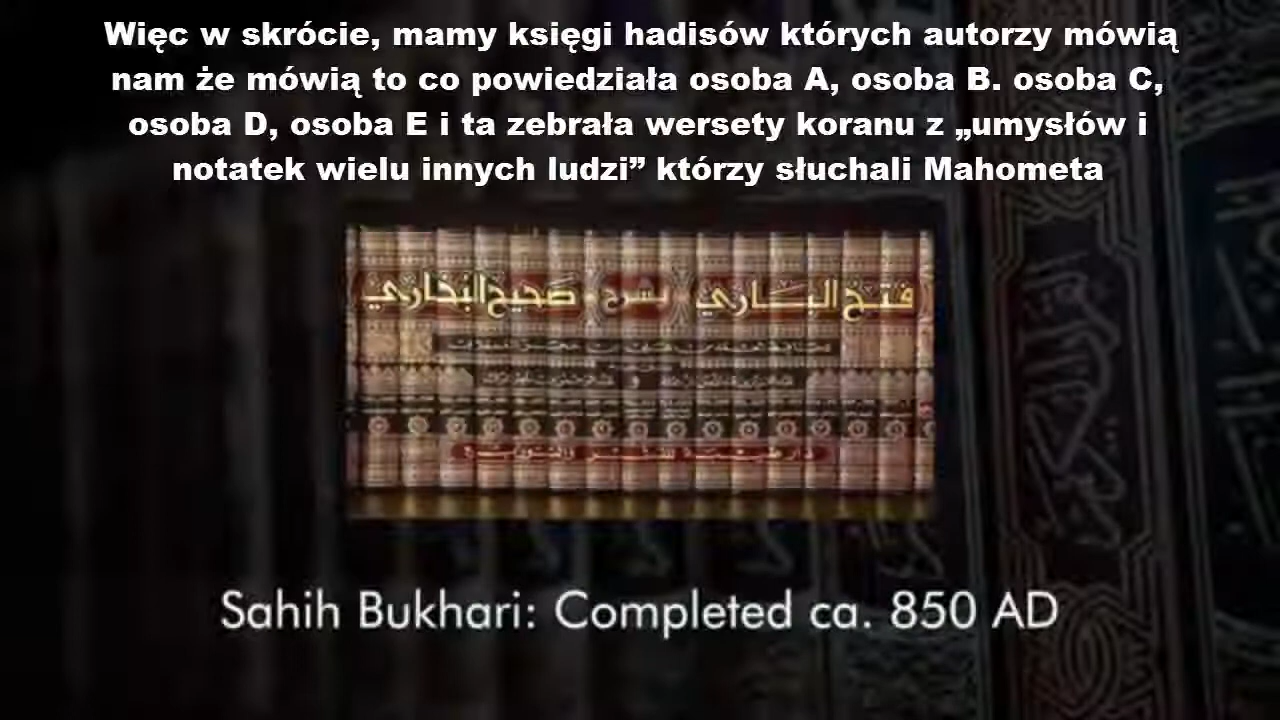 Więc w skrócie, mamy księgi hadisów których autorzy mówią
nam że mówią to co powiedziała osoba A, osoba B. osoba C,
osoba D, osoba E i ta zebrała wersety koranu z „umysłów i
notatek wielu innych ludzi” którzy słuchali Mahometa
فتح الباري بشرح صحيح البخاري
Sahih Bukhari: Completed ca. 850 AD